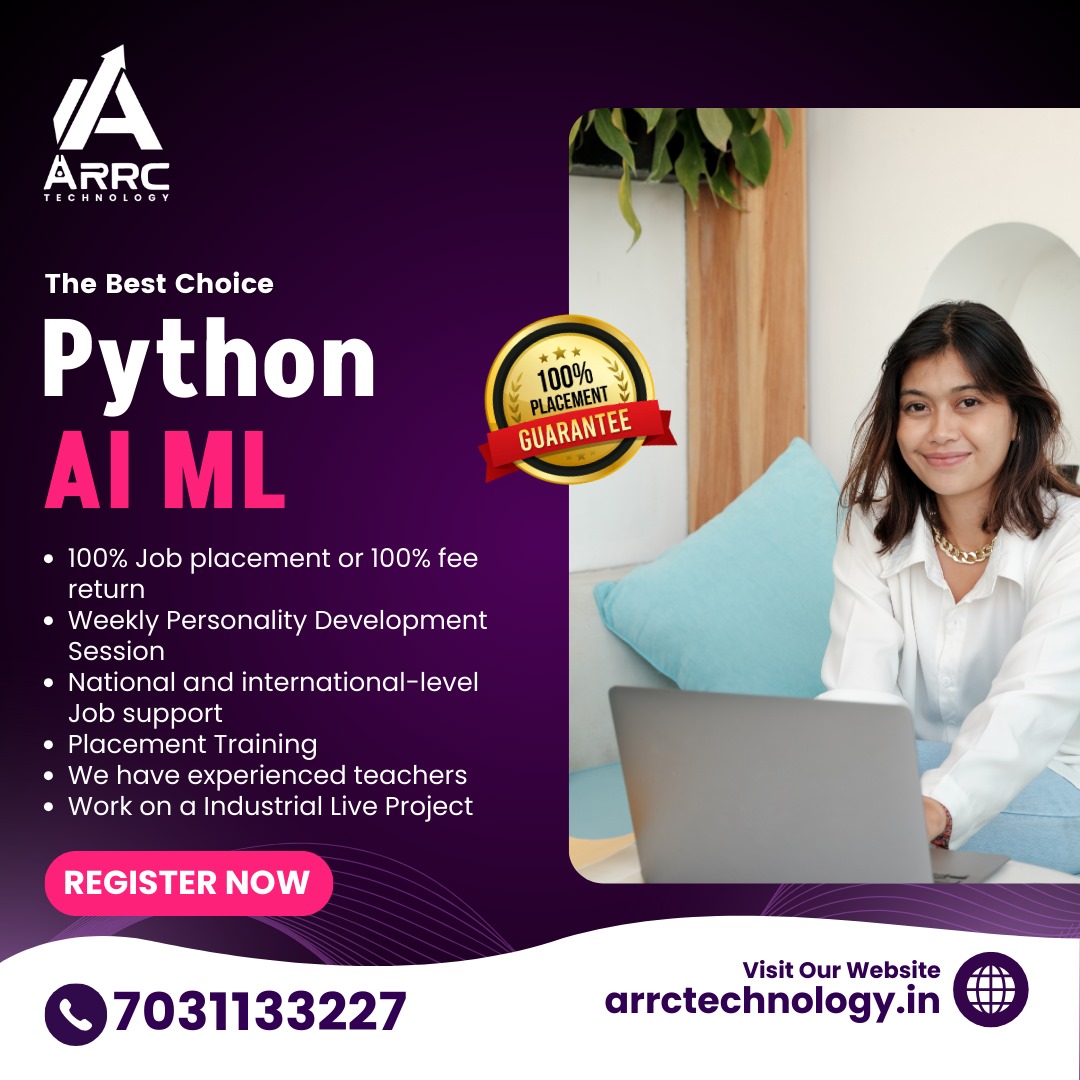 ARRC
TECHNOLOGY
The Best Choice
Python
AI ML
100%
PLACEMENT
GUARANTEE
• 100% Job placement or 100% fee
return
• Weekly Personality Development
Session
• National and international-level
Job support
• Placement Training
• We have experienced teachers
• Work on a Industrial Live Project
REGISTER NOW
7031133227
Visit Our Website
arrctechnology.in